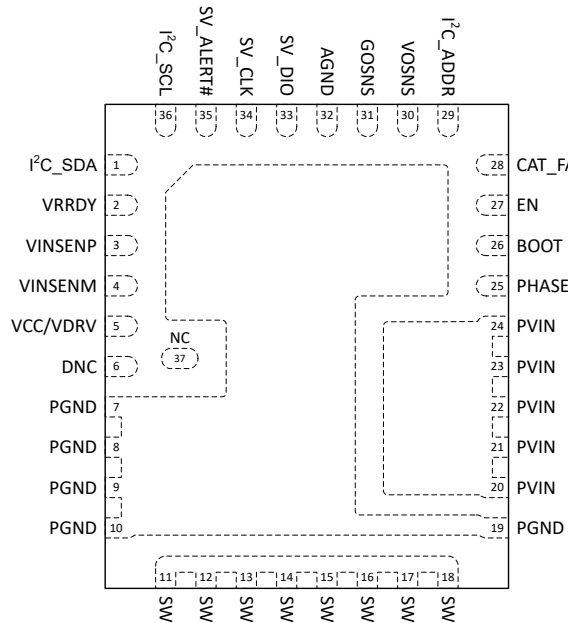 I²C_SCL
SV_ALERT#
SV_CLK
SV_DIO
AGND
GOSNS
VOSNS
I²C_ADDR
36
35
34
33
32
31
30
29
I²C_SDA 1
VRRDY 2
VINSENP 3
VINSENM 4
VCC/VDRV 5
DNC 6
PGND 7
PGND 8
PGND 9
PGND 10
NC
37
28
27 EN
26 BOOT
25 PHASE
24 PVIN
23 PVIN
22 PVIN
21 PVIN
20 PVIN
19 PGND
11
12
13
14
15
16
17
18
SW
SW
SW
SW
SW
SW
SW
SW